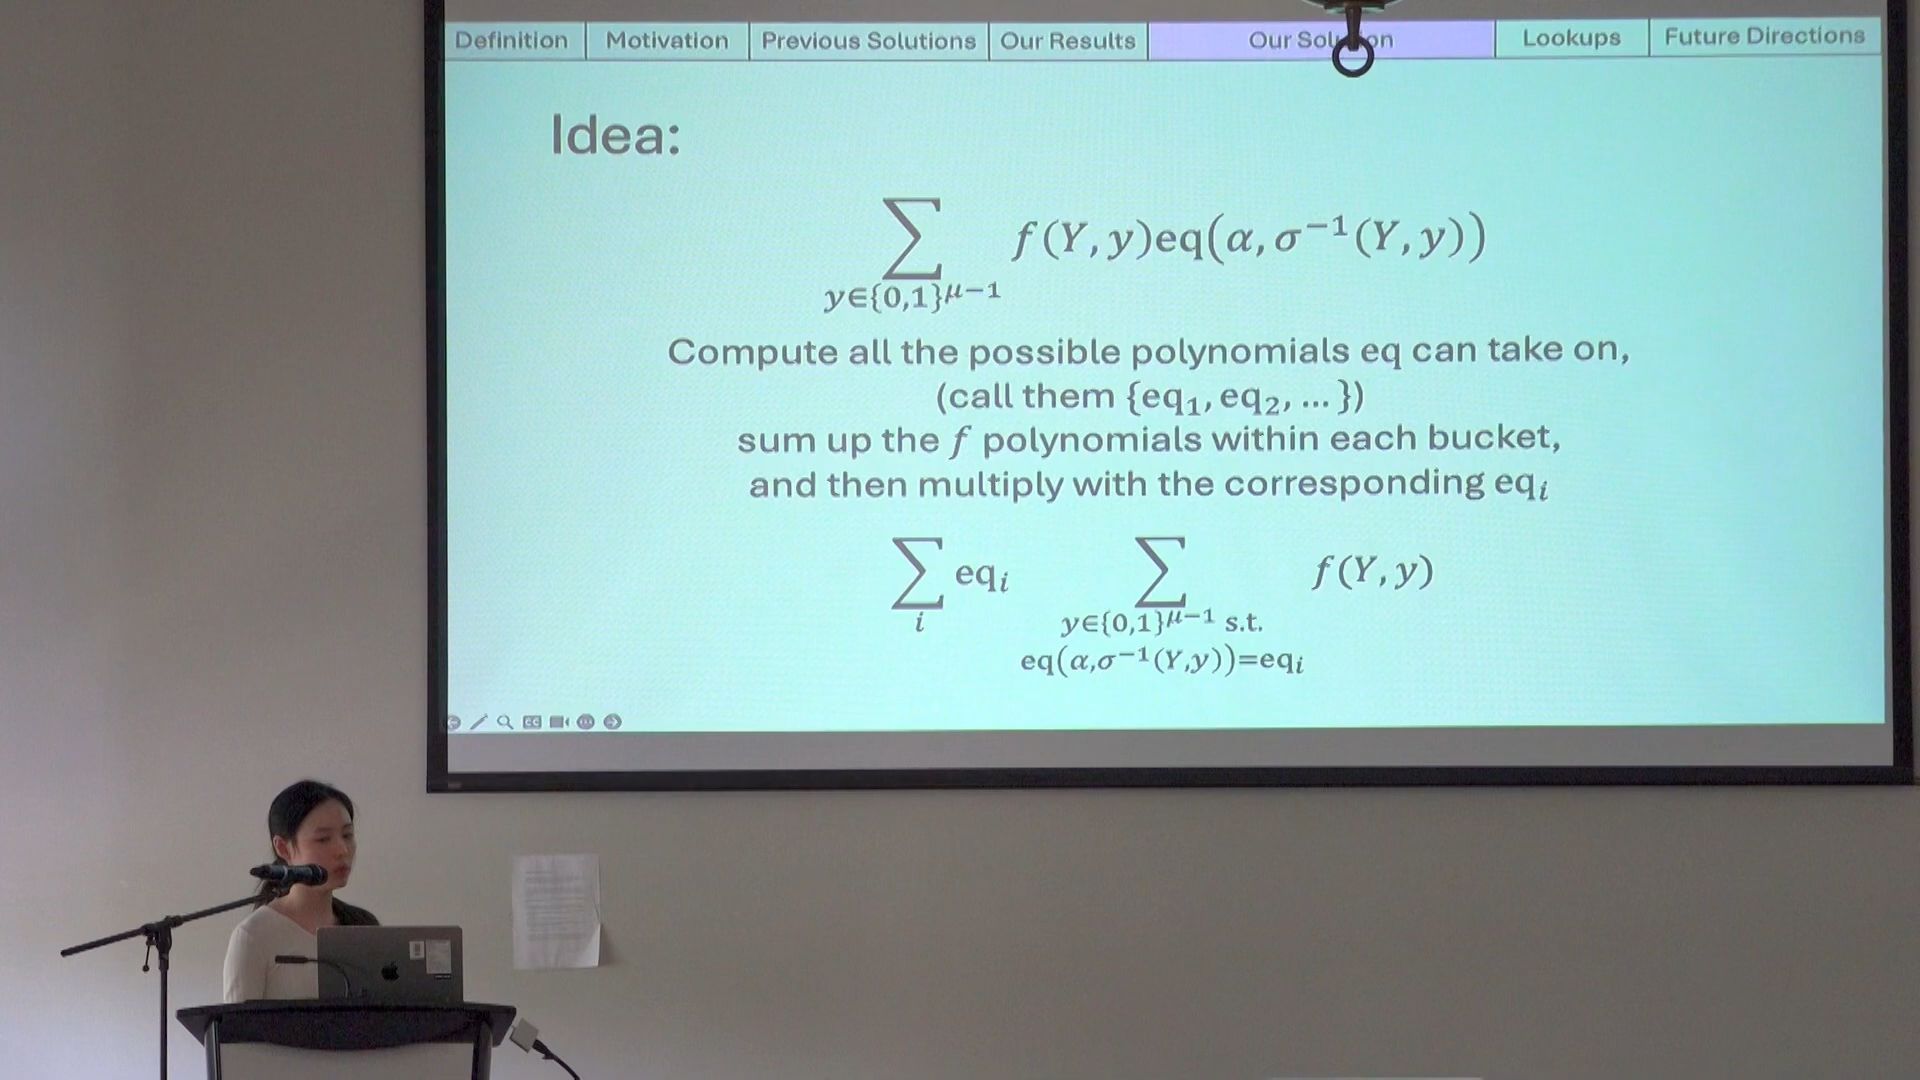 Definition Motivation Previous Solutions Our Results Our Solution Lookups Future Directions
Idea:
∑ f(Y, y)eq(α, σ⁻¹(Y, y))
y∈{0,1}^μ−1
Compute all the possible polynomials eq can take on,
(call them {eq₁, eq₂, … })
sum up the f polynomials within each bucket,
and then multiply with the corresponding eqᵢ
∑ eqᵢ ∑ f(Y, y)
i y∈{0,1}^μ−1 s.t.
eq(α,σ⁻¹(Y,y))=eqᵢ